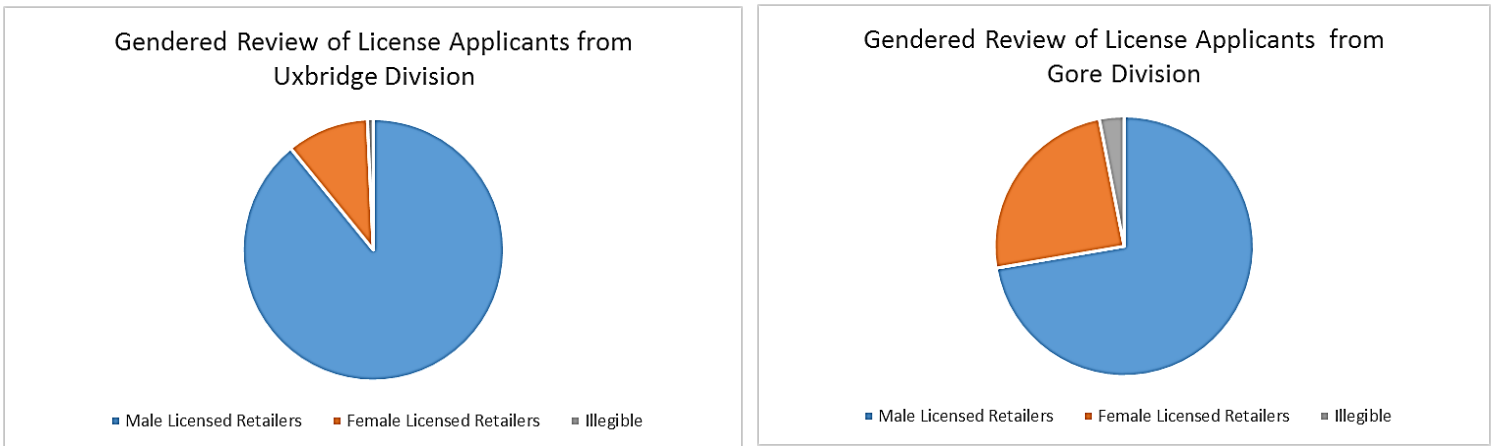 Gendered Review of License Applicants from
Uxbridge Division
Male Licensed Retailers
Female Licensed Retailers
Illegible
Gendered Review of License Applicants from
Gore Division
Male Licensed Retailers
Female Licensed Retailers
Illegible